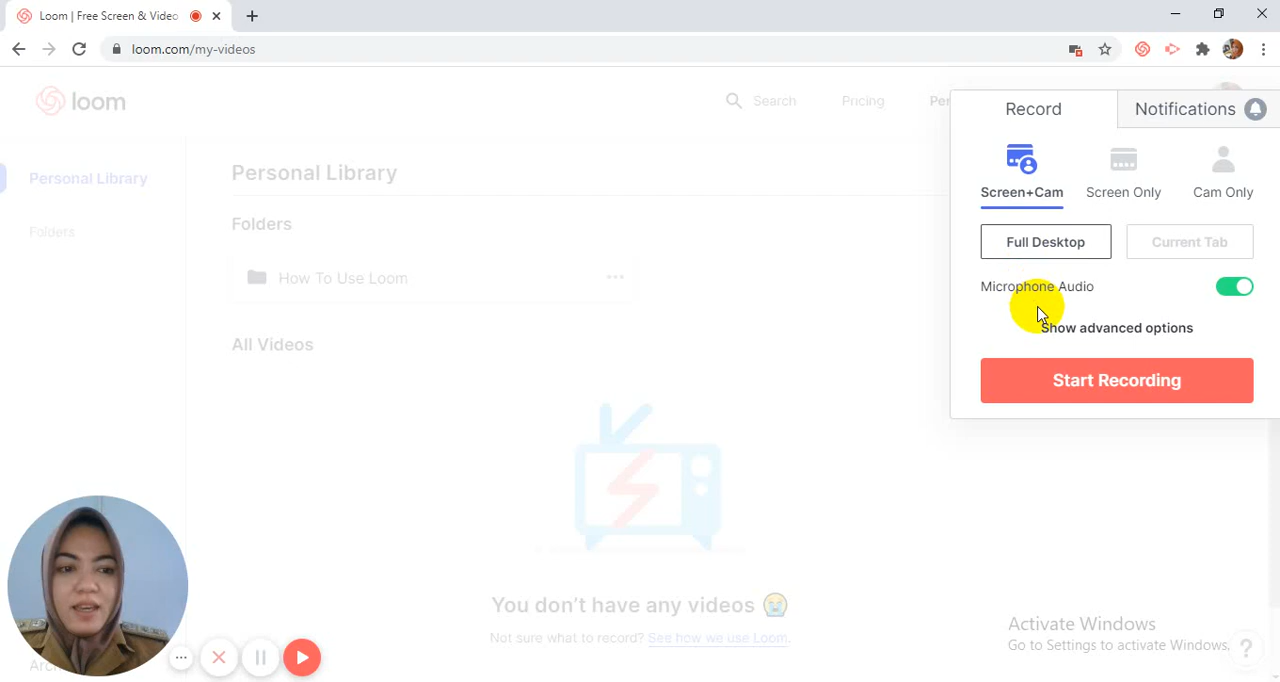 Loom | Free Screen & Video
loom.com/my-videos
loom
Search
Pricing
Per
Record
Notifications
Screen+Cam
Screen Only
Cam Only
Full Desktop
Current Tab
Microphone Audio
Show advanced options
Start Recording
Personal Library
Folders
Personal Library
Folders
How To Use Loom
All Videos
You don't have any videos 😭
Not sure what to record? See how we use Loom.
Activate Windows
Go to Settings to activate Windows.
?
Arc